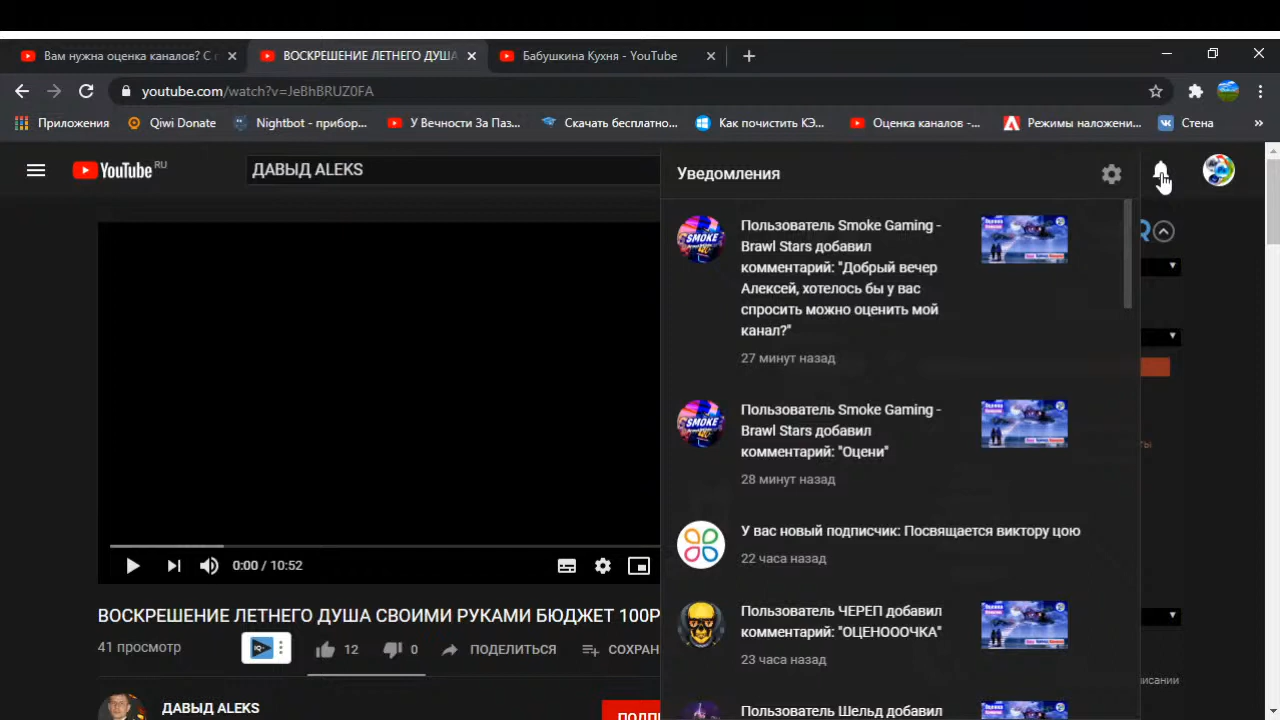 Вам нужна оценка каналов? С
ВОСКРЕШЕНИЕ ЛЕТНЕГО ДУША
Бабушкина Кухня - YouTube
youtube.com/watch?v=JeBhBRUZ0FA
Приложения
Qiwi Donate
Nightbot - прибор...
У Вечности За Паз...
Скачать бесплатно...
Как почистить КЭ...
Оценка каналов -...
Режимы наложени...
Стена
»
YouTube RU
ДАВЫД ALEKS
Уведомления
Пользователь Smoke Gaming -
Brawl Stars добавил
комментарий: "Добрый вечер
Алексей, хотелось бы у вас
спросить можно оценить мой
канал?"
27 минут назад
Пользователь Smoke Gaming -
Brawl Stars добавил
комментарий: "Оцени"
28 минут назад
У вас новый подписчик: Посвящается виктору цою
22 часа назад
Пользователь ЧЕРЕП добавил
комментарий: "ОЦЕНОООЧКА"
23 часа назад
Пользователь Шельд добавил
0:00 / 10:52
ВОСКРЕШЕНИЕ ЛЕТНЕГО ДУША СВОИМИ РУКАМИ БЮДЖЕТ 100Р
41 просмотр
12
0
ПОДЕЛИТЬСЯ
СОХРАН
ДАВЫД ALEKS
ПОДП
писании